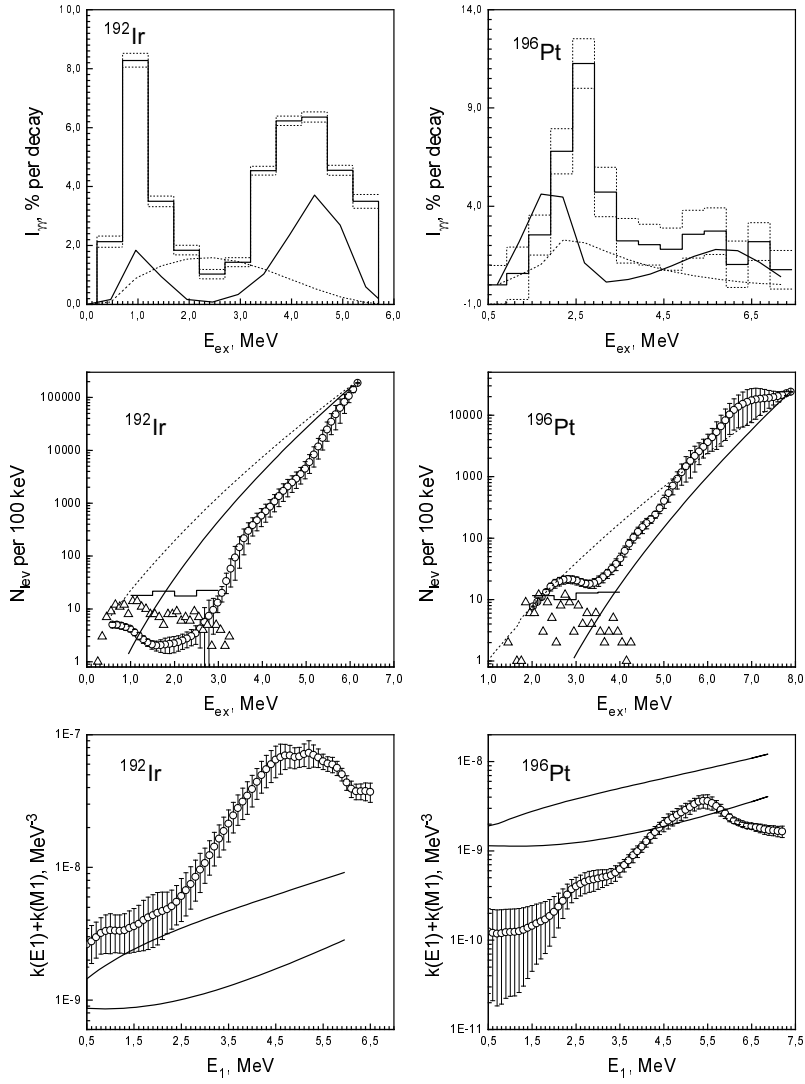 10,0
8,0
6,0
4,0
2,0
0,0
I_γγ, % per decay
¹⁹²Ir
0,0 1,0 2,0 3,0 4,0 5,0 6,0
E_ex, MeV
14,0
9,0
4,0
-1,0
I_γγ, % per decay
¹⁹⁶Pt
0,5 2,5 4,5 6,5
E_ex, MeV
100000
10000
1000
100
10
1
N_lev per 100 keV
¹⁹²Ir
0,0 1,0 2,0 3,0 4,0 5,0 6,0 7,0
E_ex, MeV
10000
1000
100
10
1
N_lev per 100 keV
¹⁹⁶Pt
1,0 2,0 3,0 4,0 5,0 6,0 7,0 8,0
E_ex, MeV
1E-7
1E-8
1E-9
k(E1)+k(M1), MeV⁻³
¹⁹²Ir
0,5 1,5 2,5 3,5 4,5 5,5 6,5
E₁, MeV
1E-8
1E-9
1E-10
1E-11
k(E1)+k(M1), MeV⁻³
¹⁹⁶Pt
0,5 1,5 2,5 3,5 4,5 5,5 6,5 7,5
E₁, MeV